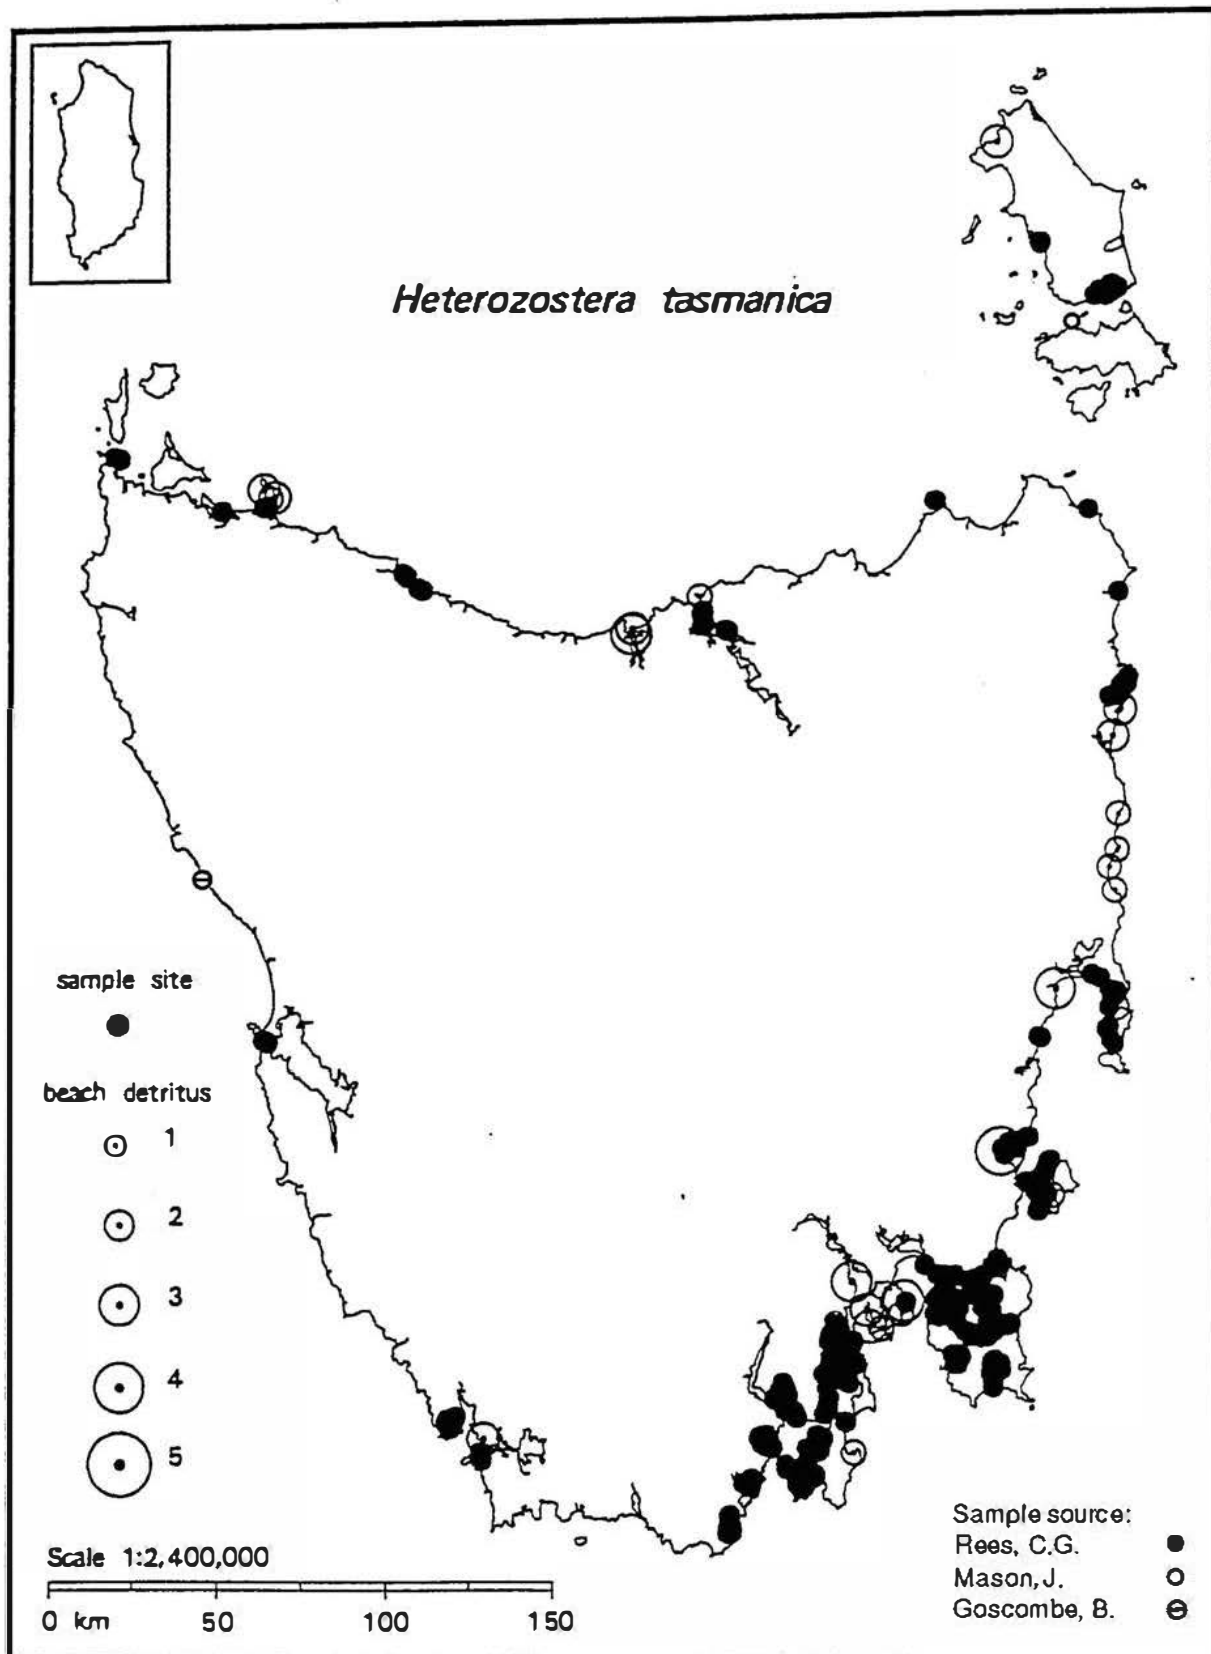 Heterozostera tasmanica
sample site
beach detritus
1
2
3
4
5
Scale 1:2,400,000
0 km 50 100 150
Sample source:
Rees, C.G.
Mason, J.
Goscombe, B.